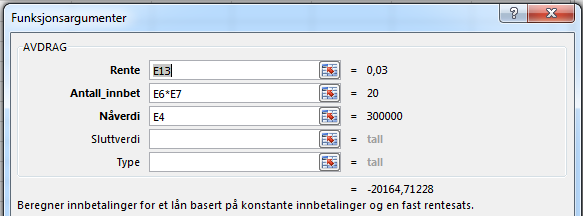 Funksjonsargumenter
AVDRAG
Rente E13 = 0,03
Antall_innbet E6*E7 = 20
Nåverdi E4 = 300000
Sluttverdi = tall
Type = tall
= -20164,71228
Beregner innbetalinger for et lån basert på konstante innbetalinger og en fast rentesats.